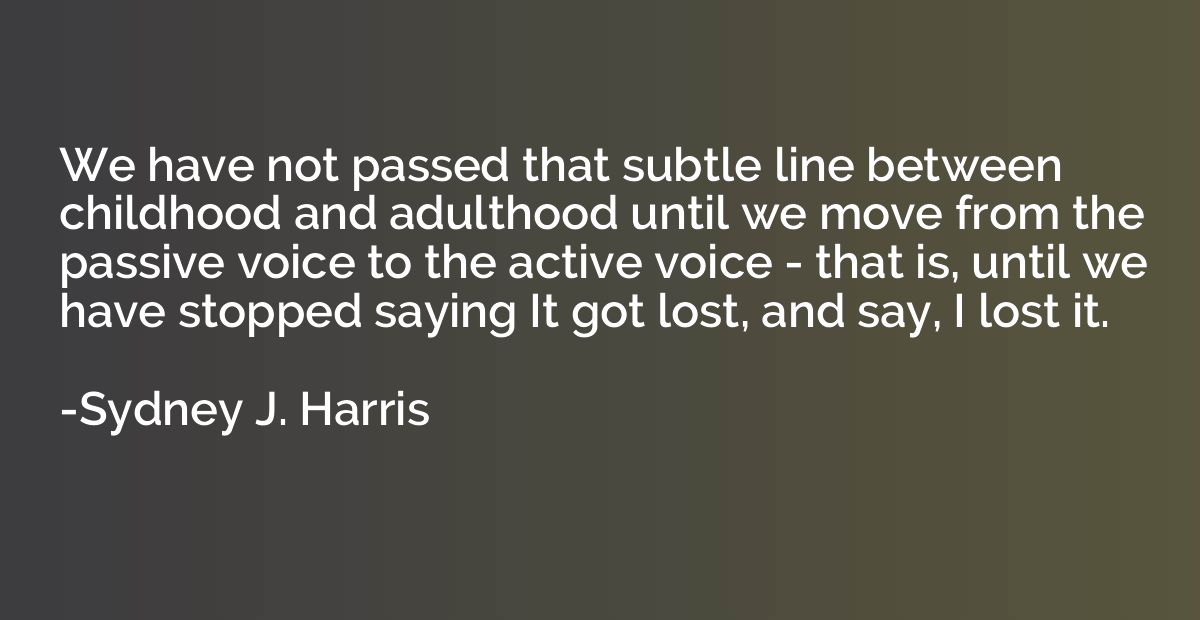 We have not passed that subtle line between
childhood and adulthood until we move from the
passive voice to the active voice - that is, until we
have stopped saying It got lost, and say, I lost it.
-Sydney J. Harris